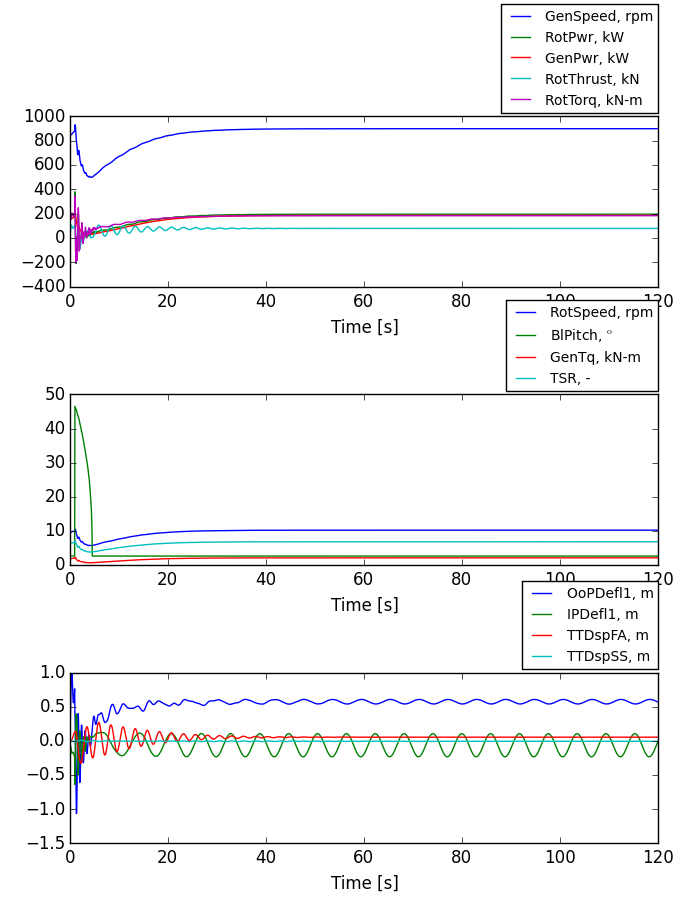 GenSpeed, rpm
RotPwr, kW
GenPwr, kW
RotThrust, kN
RotTorq, kN-m
1000
800
600
400
200
0
−200
−400
0 20 40 60 80 100 120
Time [s]
RotSpeed, rpm
BlPitch, º
GenTq, kN-m
TSR, -
50
40
30
20
10
0
0 20 40 60 80 100 120
Time [s]
OoPDefl1, m
IPDefl1, m
TTDspFA, m
TTDspSS, m
1.0
0.5
0.0
−0.5
−1.0
−1.5
0 20 40 60 80 100 120
Time [s]